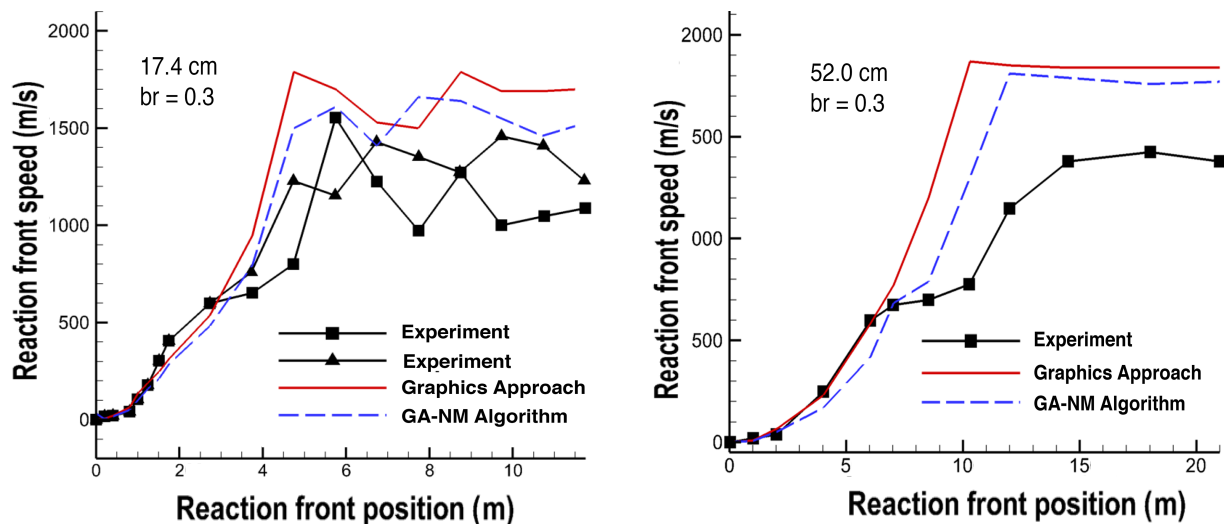 Reaction front speed (m/s)
2000
1500
1000
500
0
17.4 cm
br = 0.3
Experiment
Experiment
Graphics Approach
GA-NM Algorithm
0 2 4 6 8 10
Reaction front position (m)
Reaction front speed (m/s)
2000
500
000
500
0
52.0 cm
br = 0.3
Experiment
Graphics Approach
GA-NM Algorithm
0 5 10 15 20
Reaction front position (m)